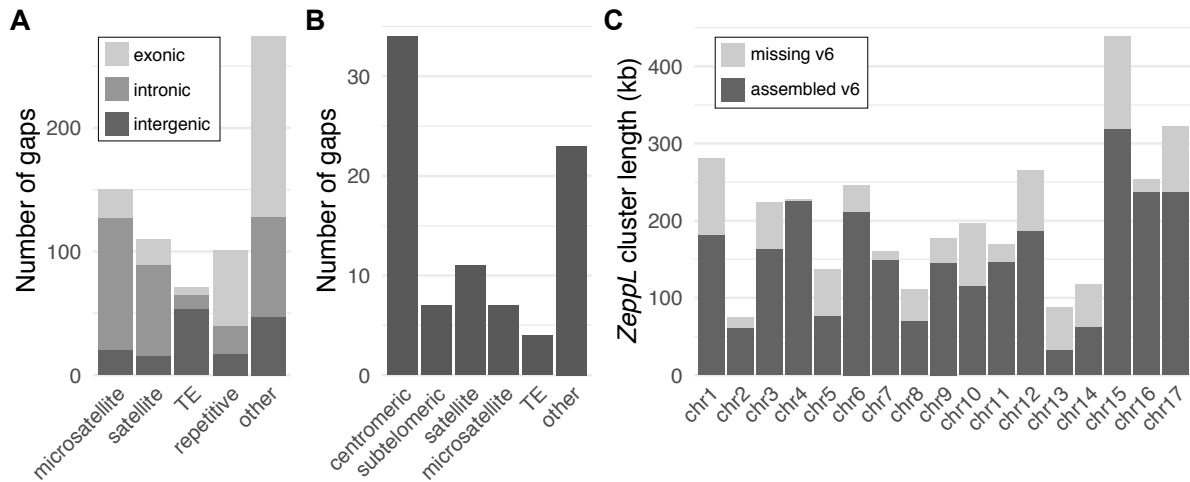 A
exonic
intronic
intergenic
Number of gaps
200
100
0
microsatellite
satellite
TE
repetitive
other
B
Number of gaps
30
20
10
0
centromeric
subtelomeric
satellite
microsatellite
TE
other
C
missing v6
assembled v6
ZeppL cluster length (kb)
400
300
200
100
0
chr1
chr2
chr3
chr4
chr5
chr6
chr7
chr8
chr9
chr10
chr11
chr12
chr13
chr14
chr15
chr16
chr17